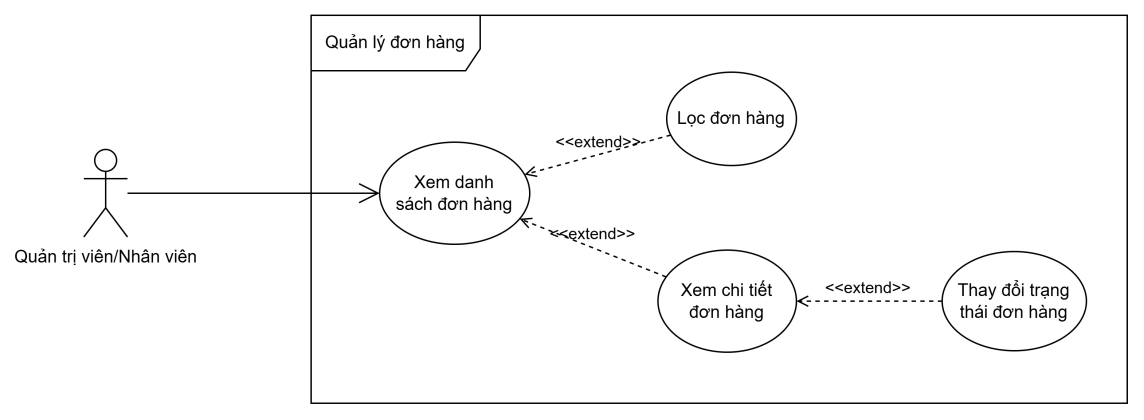 Quản lý đơn hàng
Lọc đơn hàng
<<extend>>
Xem danh
sách đơn hàng
<<extend>>
Quản trị viên/Nhân viên
Xem chi tiết
đơn hàng
<<extend>>
Thay đổi trạng
thái đơn hàng